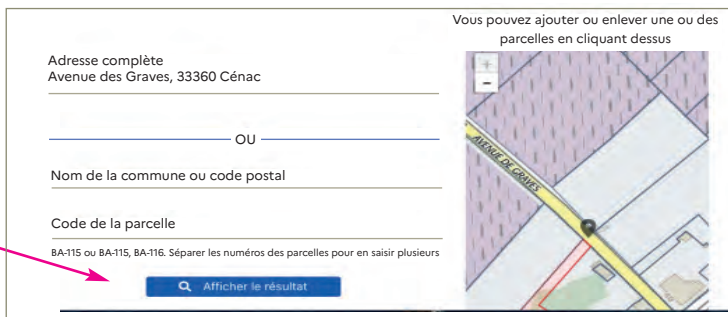 Vous pouvez ajouter ou enlever une ou des
parcelles en cliquant dessus
Adresse complète
Avenue des Graves, 33360 Cénac
OU
Nom de la commune ou code postal
Code de la parcelle
BA-115 ou BA-115, BA-116. Séparer les numéros des parcelles pour en saisir plusieurs
Afficher le résultat
+
-
AVENUE DE GRAVES